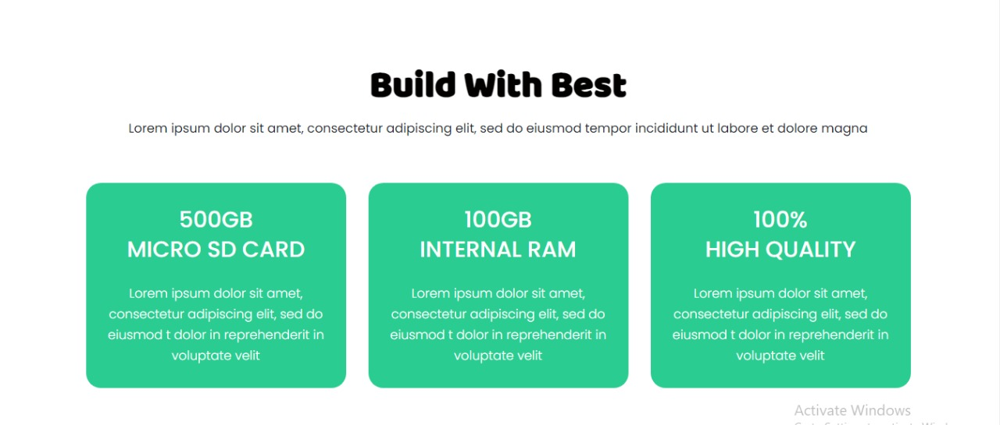 Build With Best
Lorem ipsum dolor sit amet, consectetur adipiscing elit, sed do eiusmod tempor incididunt ut labore et dolore magna
500GB
MICRO SD CARD
Lorem ipsum dolor sit amet,
consectetur adipiscing elit, sed do
eiusmod t dolor in reprehenderit in
voluptate velit
100GB
INTERNAL RAM
Lorem ipsum dolor sit amet,
consectetur adipiscing elit, sed do
eiusmod t dolor in reprehenderit in
voluptate velit
100%
HIGH QUALITY
Lorem ipsum dolor sit amet,
consectetur adipiscing elit, sed do
eiusmod t dolor in reprehenderit in
voluptate velit
Activate Windows